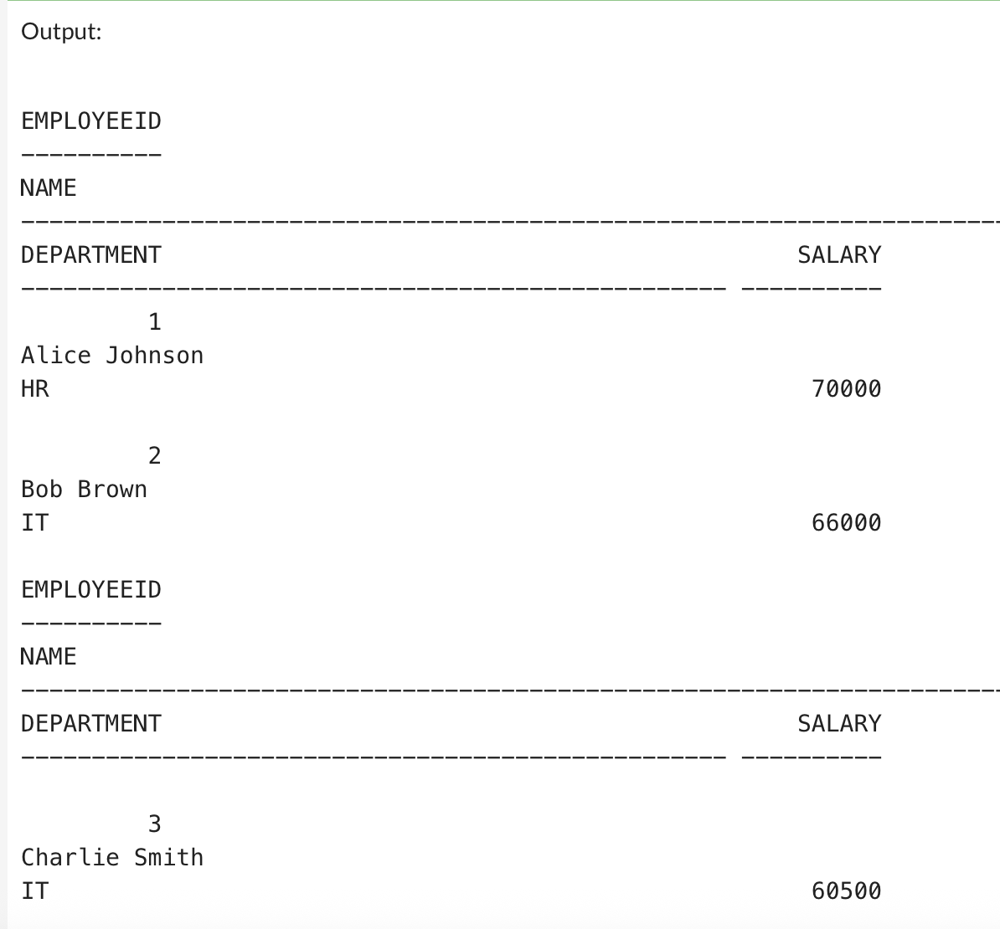 Output:
EMPLOYEEID
----------
NAME
----------------------------------------------------------------------
DEPARTMENT                                             SALARY
-------------------------------------------------- ----------
         1
Alice Johnson
HR                                                      70000
         2
Bob Brown
IT                                                      66000
EMPLOYEEID
----------
NAME
----------------------------------------------------------------------
DEPARTMENT                                             SALARY
-------------------------------------------------- ----------
         3
Charlie Smith
IT                                                      60500